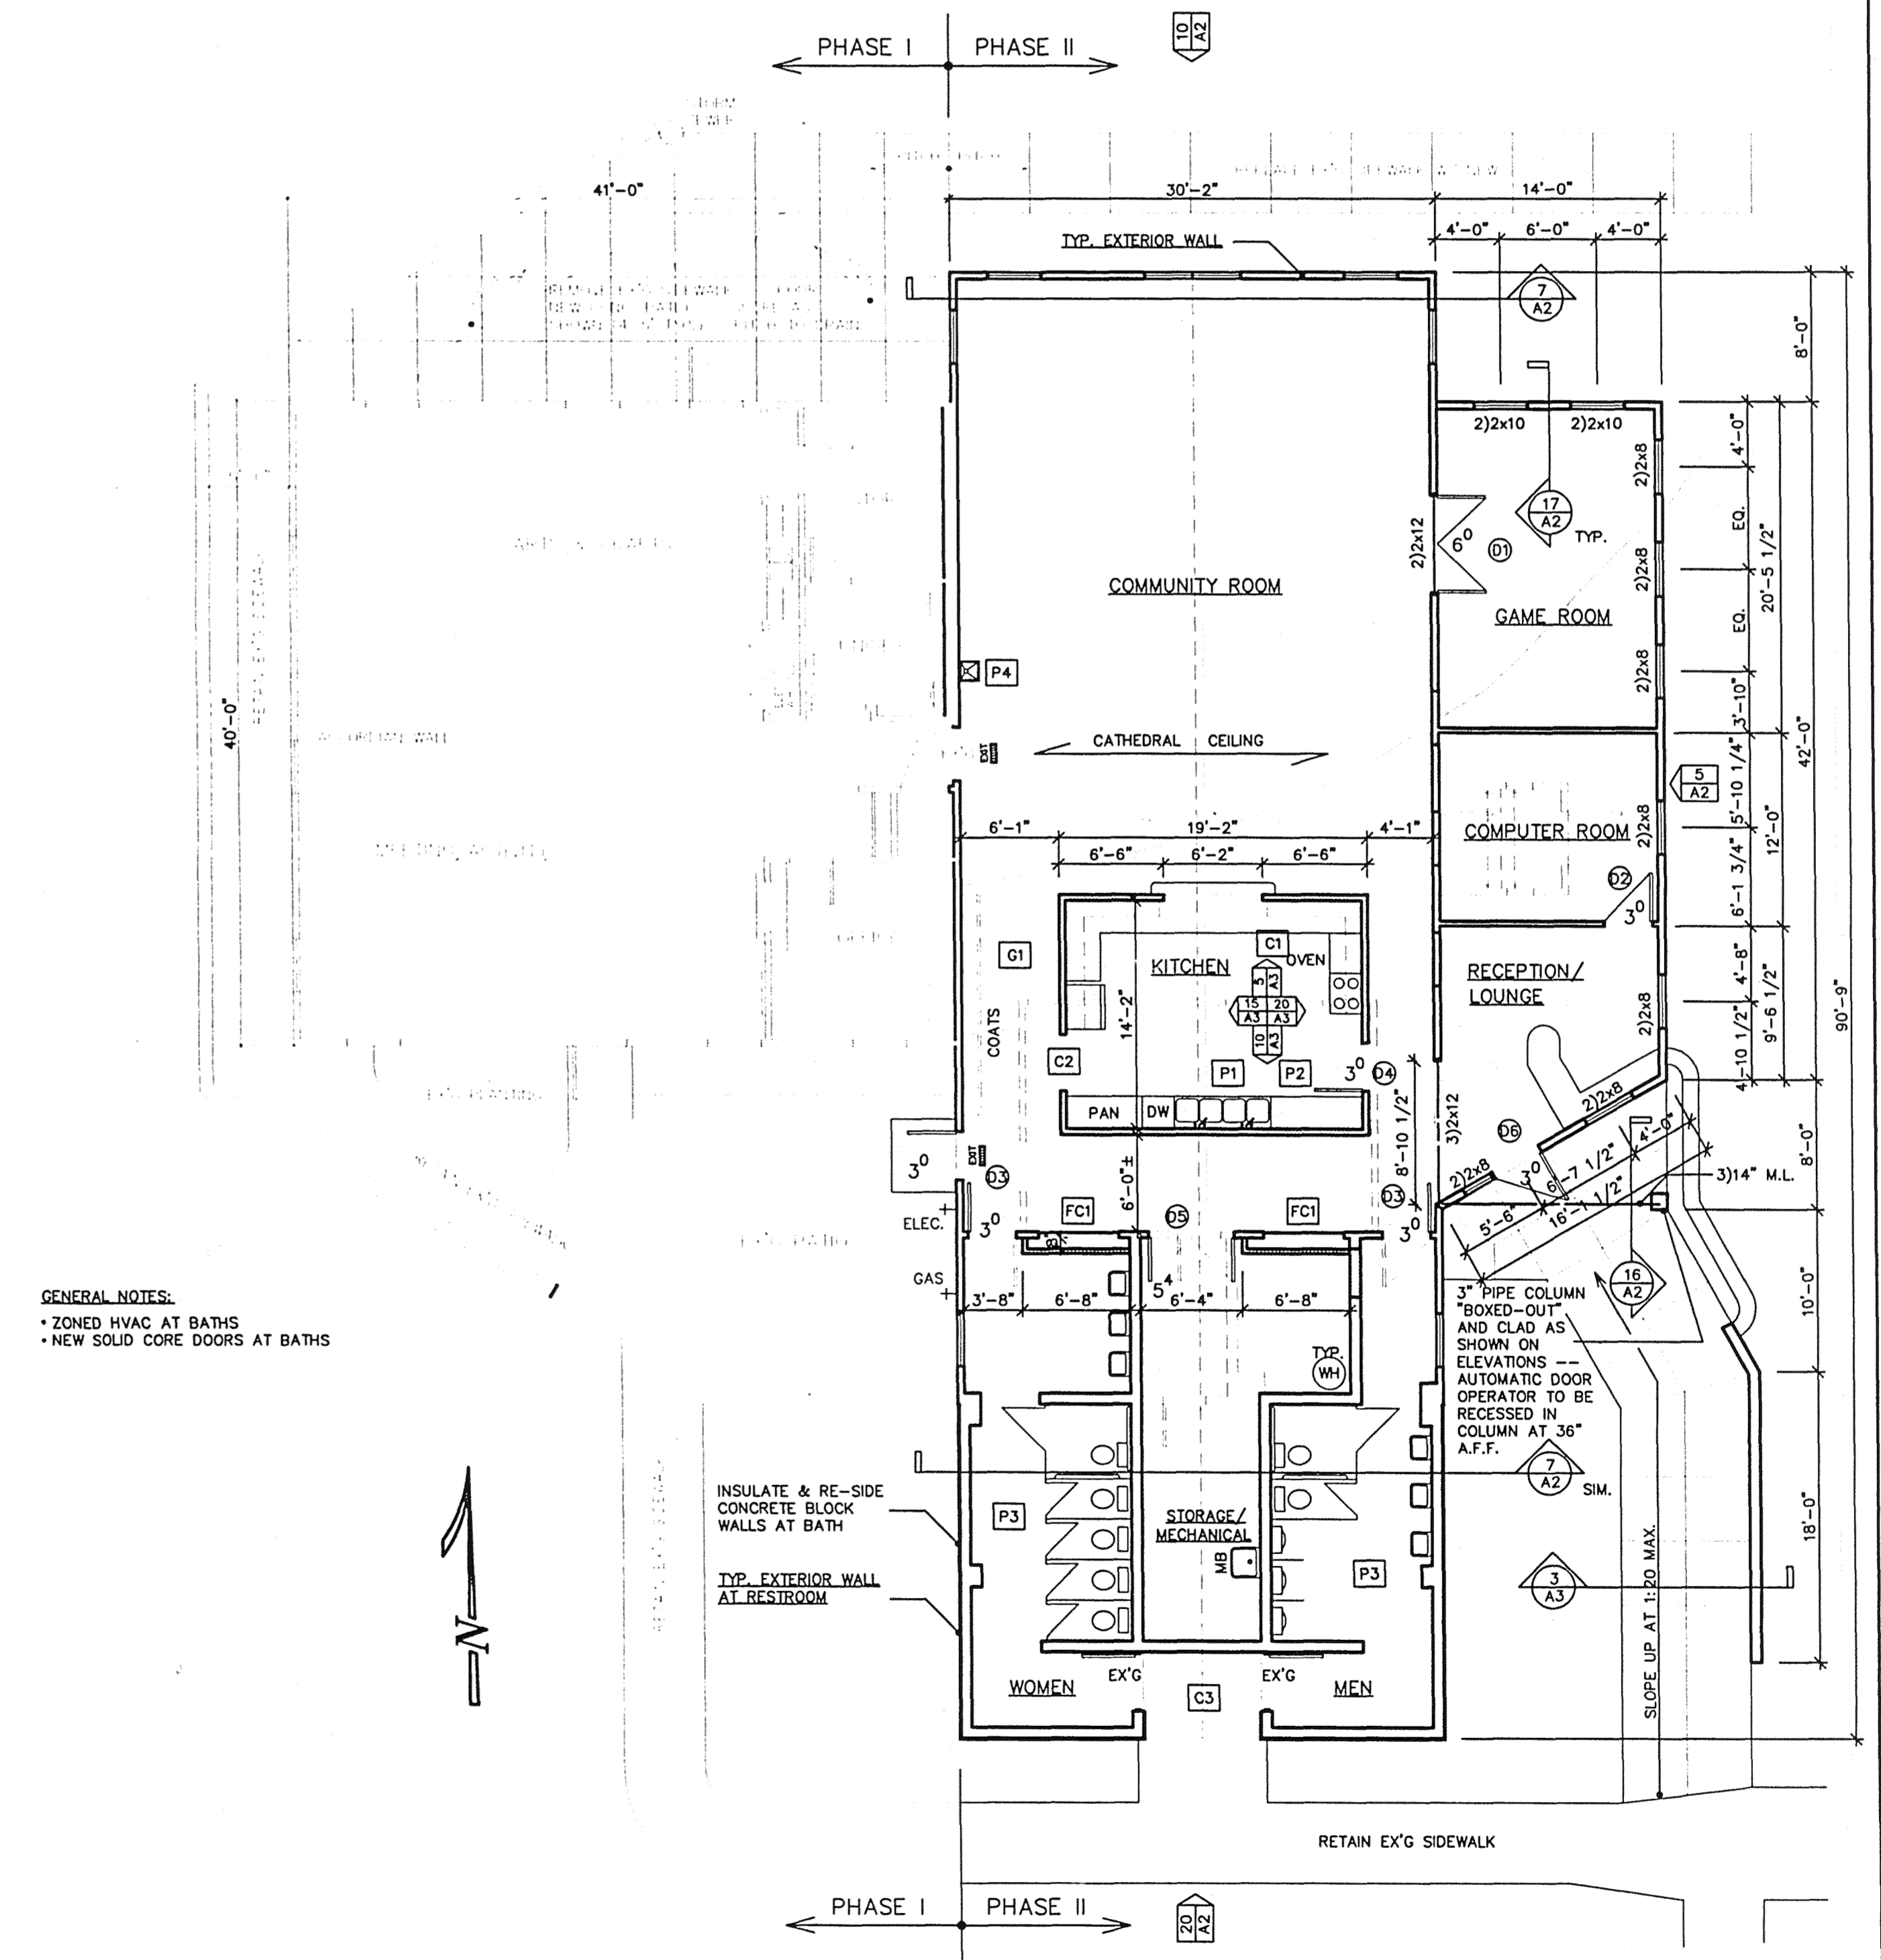 10
A2
PHASE I
PHASE II
41'-0"
30'-2"
14'-0"
4'-0"
6'-0"
4'-0"
TYP. EXTERIOR WALL
7
A2
8'-0"
2)2x10
2)2x10
2)2x8
4'-0"
17
A2
TYP.
2)2x12
6⁰
D1
2)2x8
EQ.
20'-5 1/2"
COMMUNITY ROOM
GAME ROOM
EQ.
P4
2)2x8
3'-10"
40'-0"
ACCORDIAN WALL
EXIT
CATHEDRAL CEILING
42'-0"
5
A2
5'-10 1/4"
6'-1"
19'-2"
4'-1"
COMPUTER ROOM
2)2x8
12'-0"
6'-6"
6'-2"
6'-6"
6'-1 3/4"
D2
3⁰
G1
C1
KITCHEN
OVEN
RECEPTION/
LOUNGE
4'-8"
5
A3
15
A3
20
A3
10
A3
14'-2"
COATS
2)2x8
9'-6 1/2"
90'-9"
4'-10 1/2"
C2
P1
P2
3⁰
D4
PAN
DW
8'-10 1/2"
3)2x12
2)2x8
D6
4'-0"
EXIT
3⁰
D3
6'-0"±
2)2x8
3⁰
6'-7 1/2"
8'-0"
3)14" M.L.
5'-6"
16'-1 1/2"
D3
ELEC.
3⁰
FC1
8"
D5
FC1
3⁰
EX'G PATIO
GAS
5⁴
3'-8"
6'-8"
6'-4"
6'-8"
16
A2
10'-0"
GENERAL NOTES:
• ZONED HVAC AT BATHS
• NEW SOLID CORE DOORS AT BATHS
3" PIPE COLUMN
"BOXED-OUT"
AND CLAD AS
SHOWN ON
ELEVATIONS --
AUTOMATIC DOOR
OPERATOR TO BE
RECESSED IN
COLUMN AT 36"
A.F.F.
TYP.
WH
7
A2
SIM.
INSULATE & RE-SIDE
CONCRETE BLOCK
WALLS AT BATH
P3
STORAGE/
MECHANICAL
MB
P3
3
A3
18'-0"
SLOPE UP AT 1:20 MAX.
TYP. EXTERIOR WALL
AT RESTROOM
N
WOMEN
EX'G
C3
EX'G
MEN
RETAIN EX'G SIDEWALK
PHASE I
PHASE II
20
A2